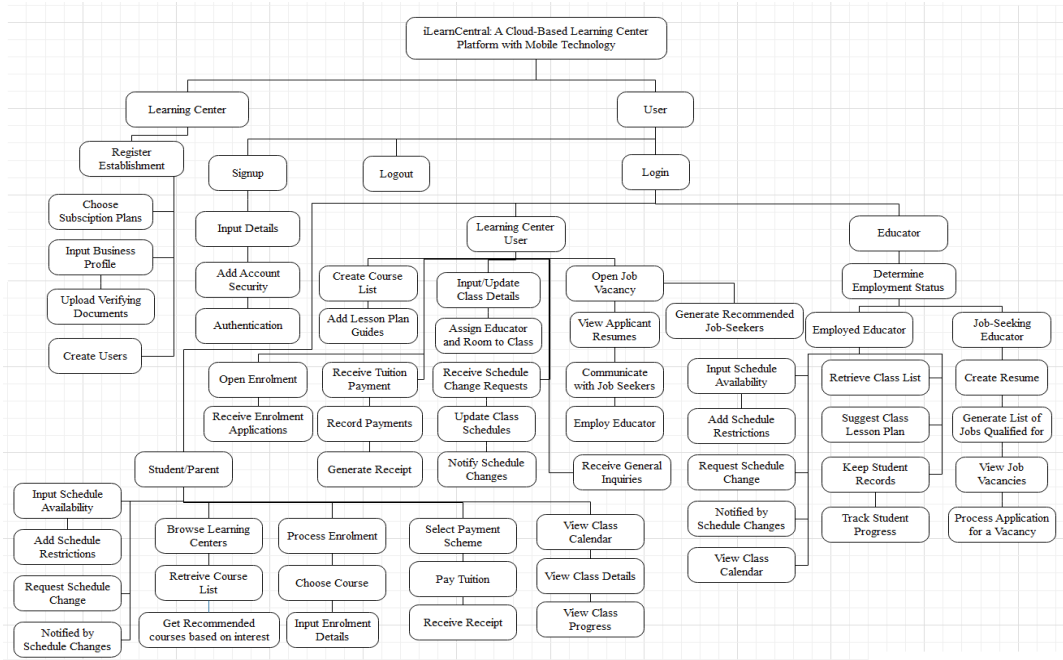 iLearnCentral: A Cloud-Based Learning Center
Platform with Mobile Technology
Learning Center
User
Register
Establishment
Signup
Logout
Login
Choose
Subsciption Plans
Input Business
Profile
Upload Verifying
Documents
Create Users
Input Details
Add Account
Security
Authentication
Learning Center
User
Educator
Create Course
List
Add Lesson Plan
Guides
Input/Update
Class Details
Assign Educator
and Room to Class
Open Job
Vacancy
View Applicant
Resumes
Generate Recommended
Job-Seekers
Determine
Employment Status
Employed Educator
Job-Seeking
Educator
Open Enrolment
Receive Enrolment
Applications
Receive Tuition
Payment
Record Payments
Generate Receipt
Receive Schedule
Change Requests
Update Class
Schedules
Notify Schedule
Changes
Communicate
with Job Seekers
Employ Educator
Receive General
Inquiries
Input Schedule
Availability
Add Schedule
Restrictions
Request Schedule
Change
Notified by
Schedule Changes
View Class
Calendar
Retrieve Class List
Suggest Class
Lesson Plan
Keep Student
Records
Track Student
Progress
Create Resume
Generate List of
Jobs Qualified for
View Job
Vacancies
Process Application
for a Vacancy
Student/Parent
Input Schedule
Availability
Add Schedule
Restrictions
Request Schedule
Change
Notified by
Schedule Changes
Browse Learning
Centers
Retreive Course
List
Get Recommended
courses based on interest
Process Enrolment
Choose Course
Input Enrolment
Details
Select Payment
Scheme
Pay Tuition
Receive Receipt
View Class
Calendar
View Class Details
View Class
Progress